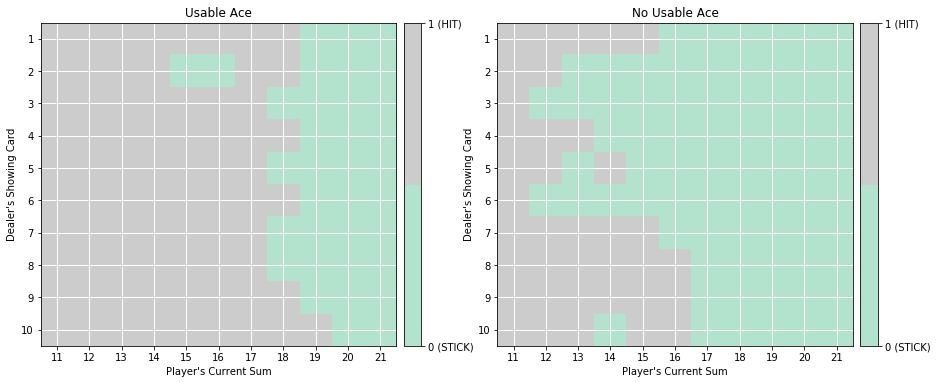 Usable Ace
1 (HIT)
Dealer's Showing Card
1
2
3
4
5
6
7
8
9
10
0 (STICK)
11 12 13 14 15 16 17 18 19 20 21
Player's Current Sum
No Usable Ace
1 (HIT)
Dealer's Showing Card
1
2
3
4
5
6
7
8
9
10
0 (STICK)
11 12 13 14 15 16 17 18 19 20 21
Player's Current Sum